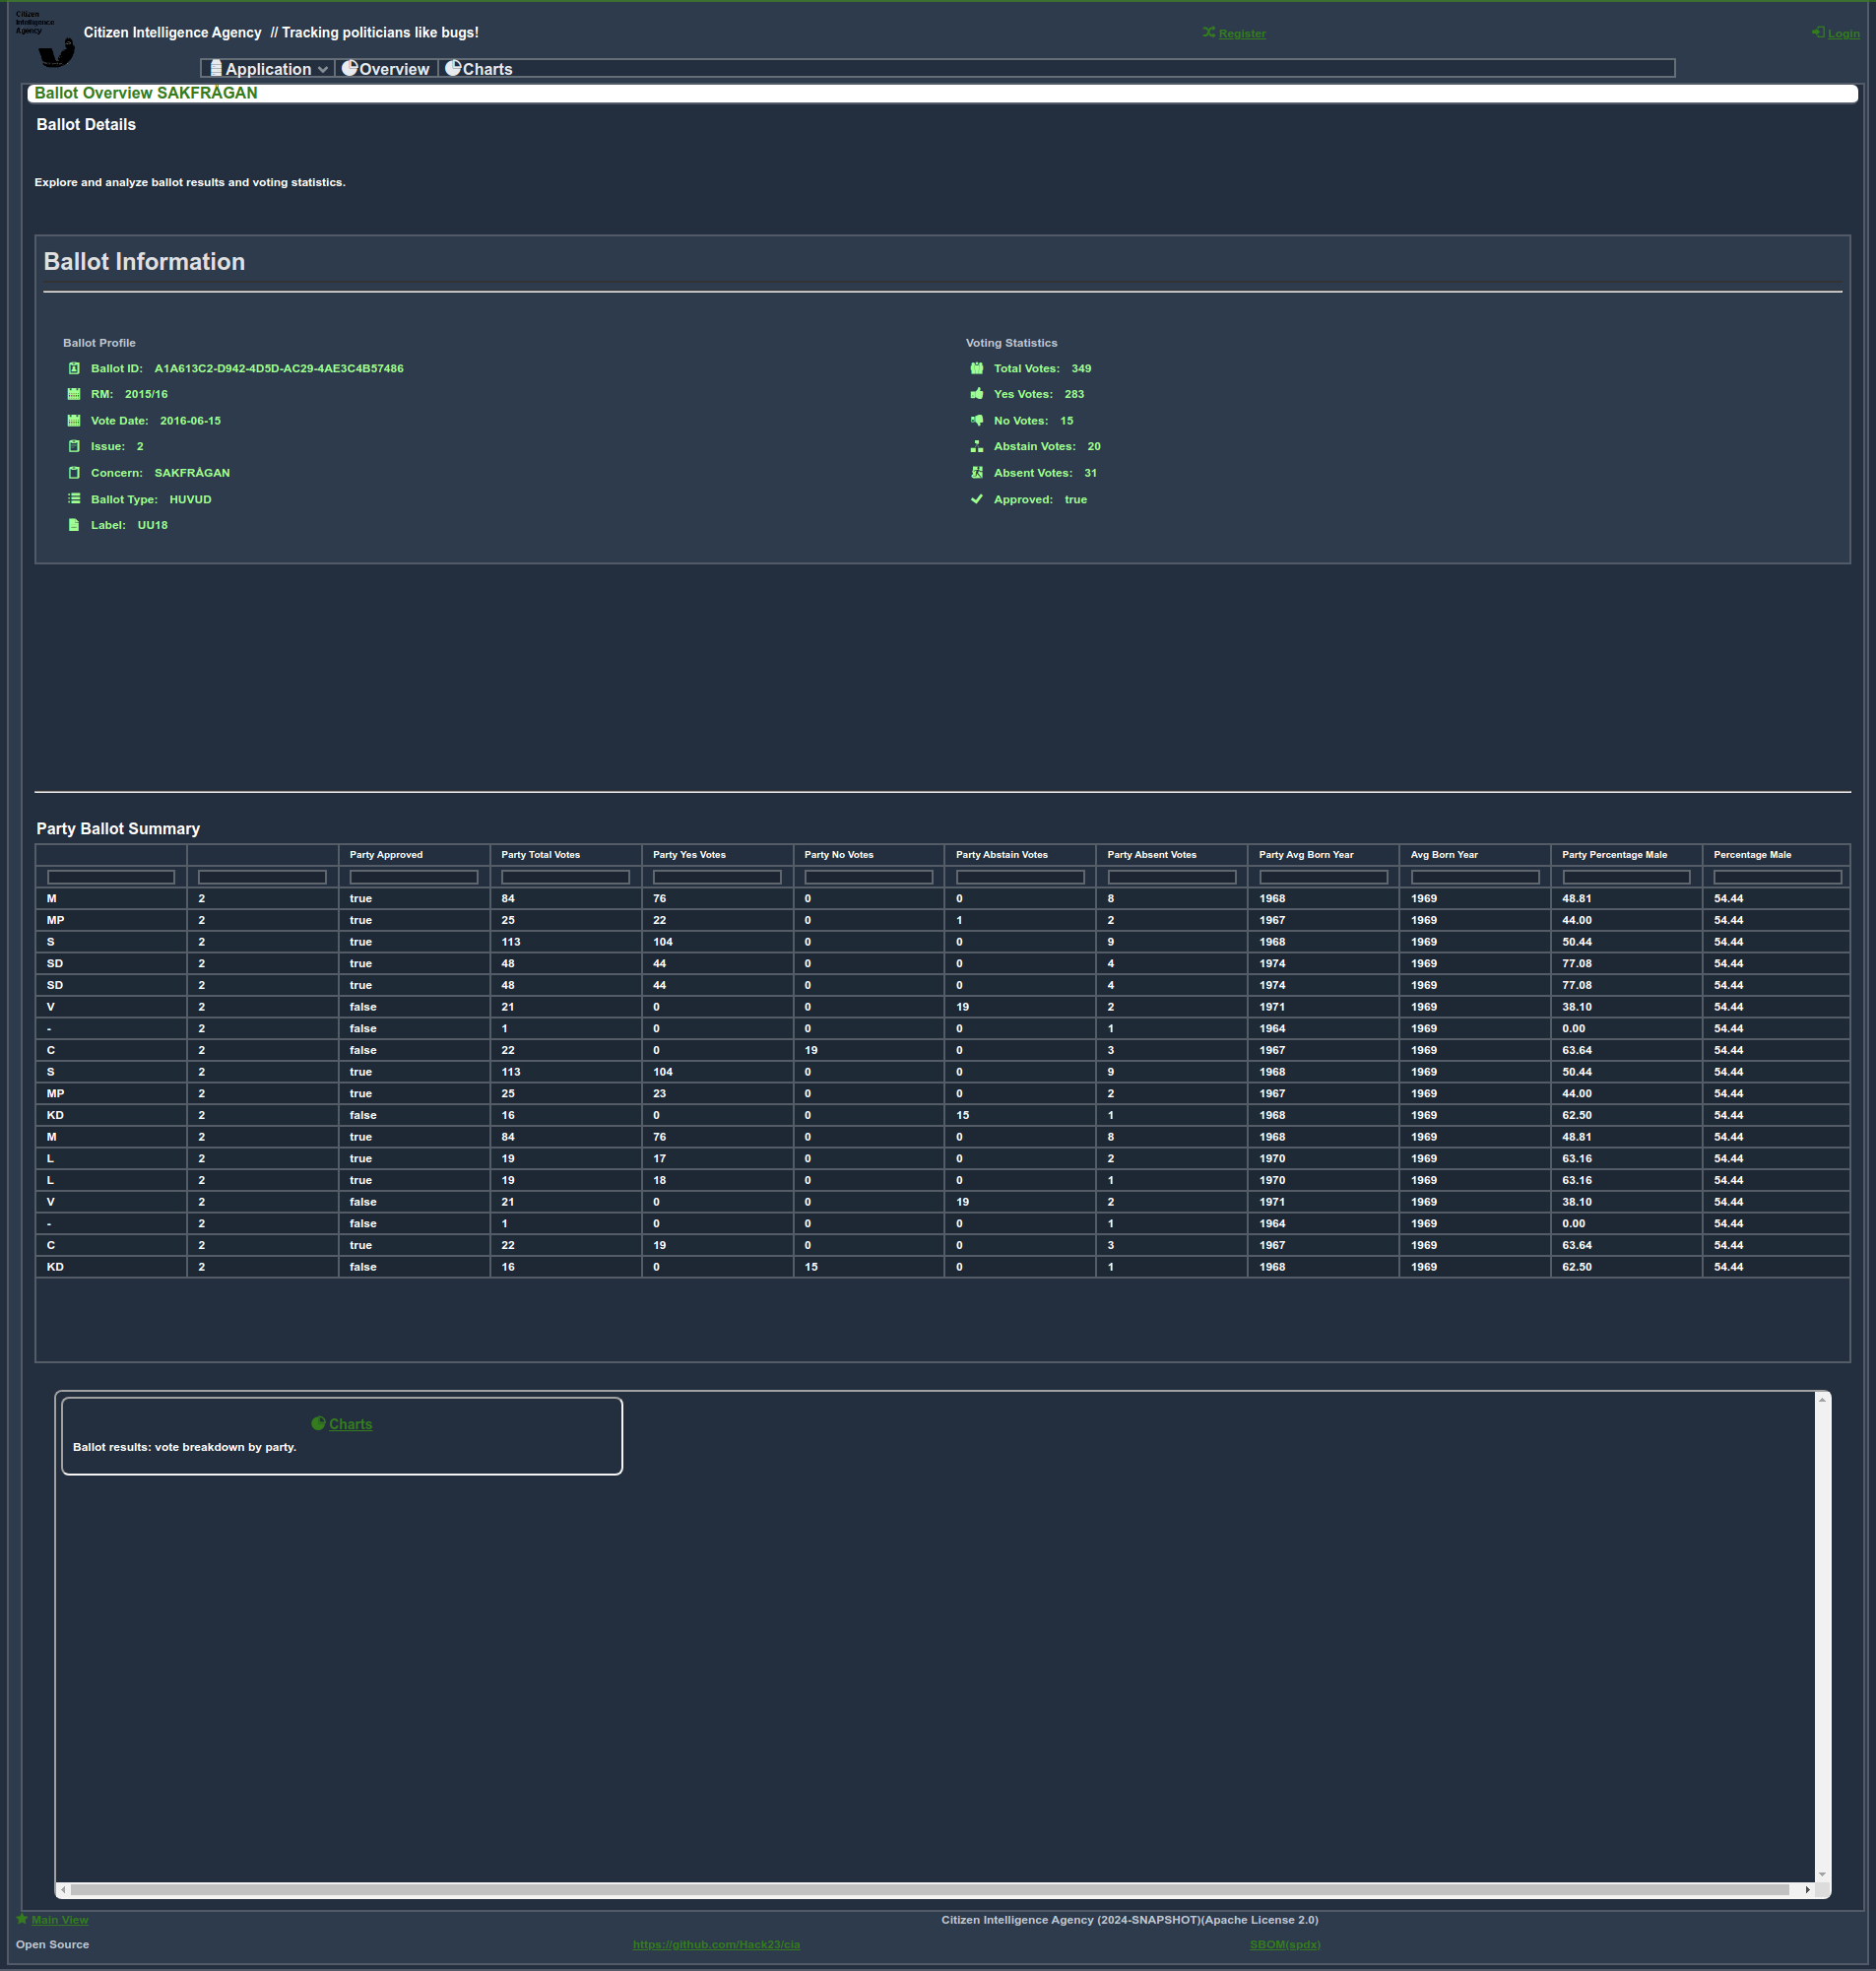 Citizen
Intelligence
Agency
Citizen Intelligence Agency // Tracking politicians like bugs!
Register
Login
Application Overview Charts
Ballot Overview SAKFRÅGAN
Ballot Details
Explore and analyze ballot results and voting statistics.
Ballot Information
Ballot Profile
Ballot ID: A1A613C2-D942-4D5D-AC29-4AE3C4B57486
RM: 2015/16
Vote Date: 2016-06-15
Issue: 2
Concern: SAKFRÅGAN
Ballot Type: HUVUD
Label: UU18
Voting Statistics
Total Votes: 349
Yes Votes: 283
No Votes: 15
Abstain Votes: 20
Absent Votes: 31
Approved: true
Party Ballot Summary
Party Approved Party Total Votes Party Yes Votes Party No Votes Party Abstain Votes Party Absent Votes Party Avg Born Year Avg Born Year Party Percentage Male Percentage Male
M 2 true 84 76 0 0 8 1968 1969 48.81 54.44
MP 2 true 25 22 0 1 2 1967 1969 44.00 54.44
S 2 true 113 104 0 0 9 1968 1969 50.44 54.44
SD 2 true 48 44 0 0 4 1974 1969 77.08 54.44
SD 2 true 48 44 0 0 4 1974 1969 77.08 54.44
V 2 false 21 0 0 19 2 1971 1969 38.10 54.44
- 2 false 1 0 0 0 1 1964 1969 0.00 54.44
C 2 false 22 0 19 0 3 1967 1969 63.64 54.44
S 2 true 113 104 0 0 9 1968 1969 50.44 54.44
MP 2 true 25 23 0 0 2 1967 1969 44.00 54.44
KD 2 false 16 0 0 15 1 1968 1969 62.50 54.44
M 2 true 84 76 0 0 8 1968 1969 48.81 54.44
L 2 true 19 17 0 0 2 1970 1969 63.16 54.44
L 2 true 19 18 0 0 1 1970 1969 63.16 54.44
V 2 false 21 0 0 19 2 1971 1969 38.10 54.44
- 2 false 1 0 0 0 1 1964 1969 0.00 54.44
C 2 true 22 19 0 0 3 1967 1969 63.64 54.44
KD 2 false 16 0 15 0 1 1968 1969 62.50 54.44
Charts
Ballot results: vote breakdown by party.
Main View
Citizen Intelligence Agency (2024-SNAPSHOT)(Apache License 2.0)
Open Source
https://github.com/Hack23/cia
SBOM(spdx)